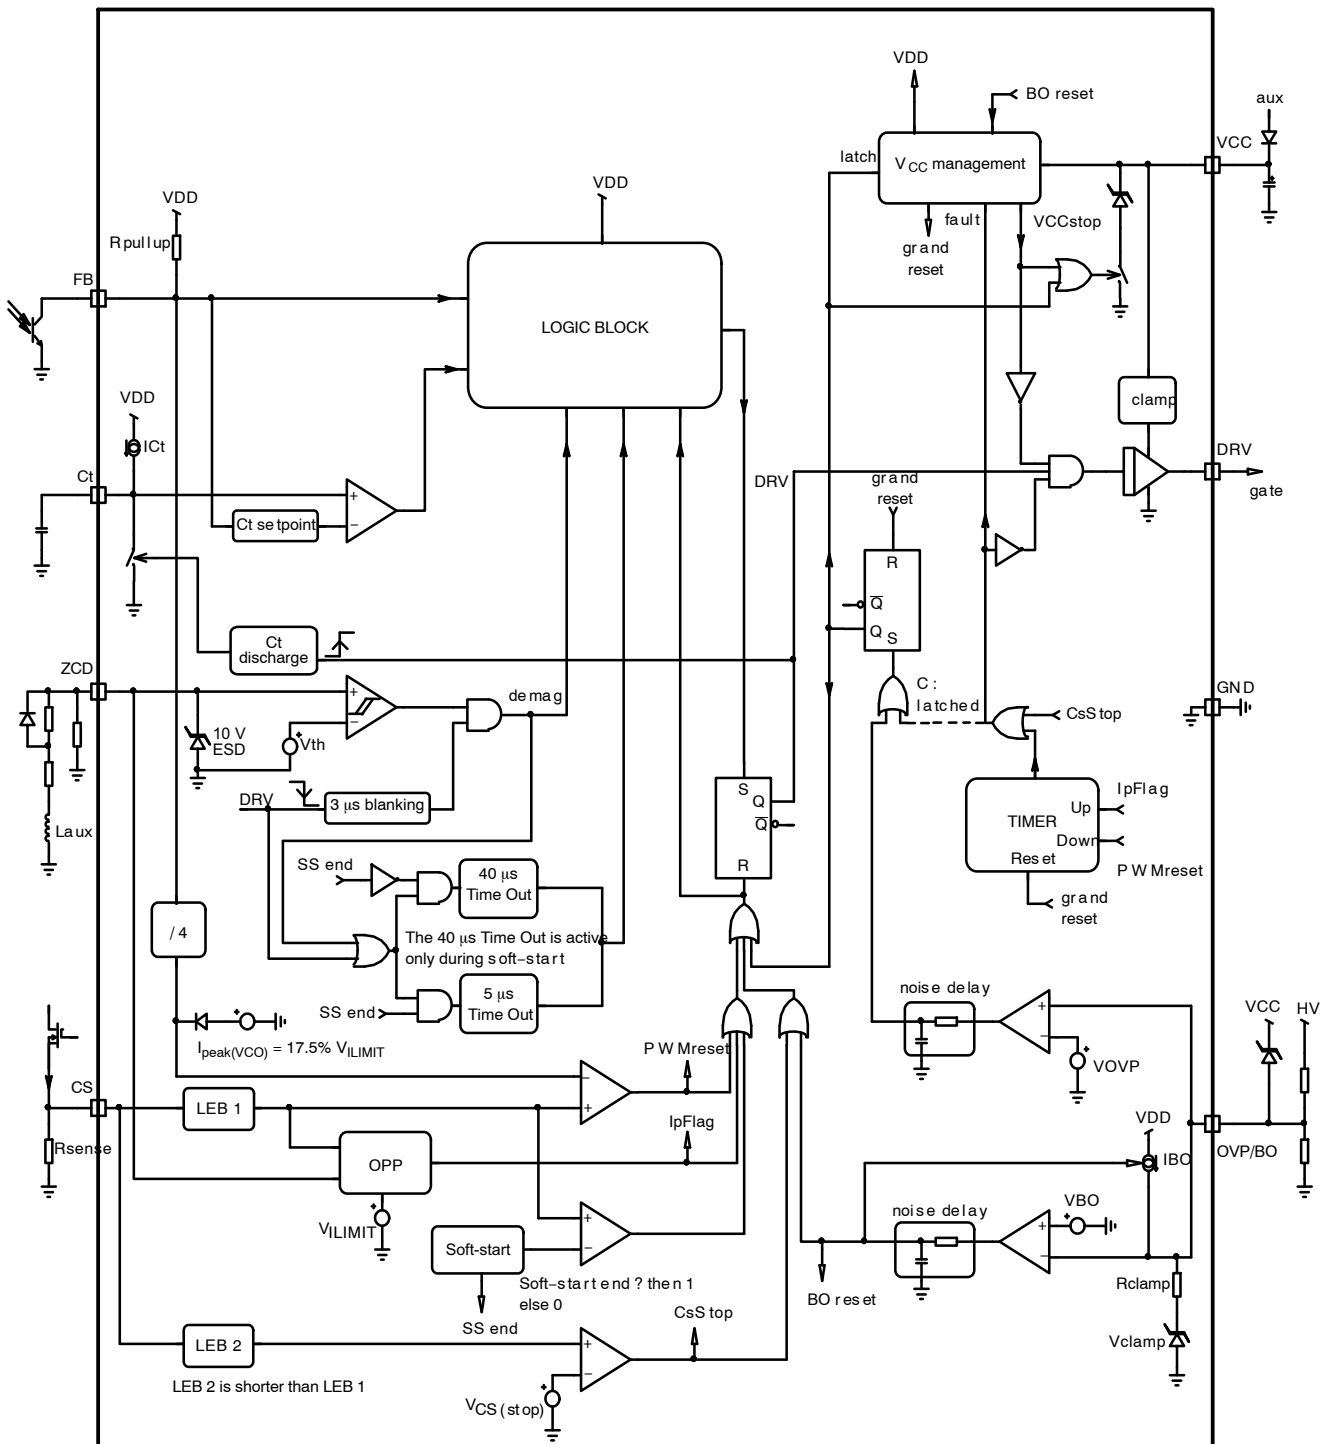 VDD
BO reset
aux
VCC
latch
VCC management
VDD
VDD
fault
VCCstop
grand
reset
Rpullup
FB
LOGIC BLOCK
VDD
clamp
ICt
DRV
Ct
grand
reset
DRV
gate
+
−
Ct setpoint
R
Q
Q
S
Ct
discharge
ZCD
demag
C :
latched
GND
CsStop
+
−
10 V
ESD
Vth
S
Q
Q
R
IpFlag
Up
TIMER
Down
Reset
PWMreset
DRV
3 μs blanking
Laux
SS end
40 μs
Time Out
grand
reset
/ 4
The 40 μs Time Out is active
only during soft−start
5 μs
Time Out
SS end
noise delay
+
−
VCC
HV
Ipeak(VCO) = 17.5% VILIMIT
PWMreset
VOVP
CS
LEB 1
−
+
IpFlag
VDD
Rsense
OPP
IBO
OVP/BO
VILIMIT
+
−
Soft−start
noise delay
VBO
+
−
Soft−start end ? then 1
else 0
Rclamp
BO reset
SS end
CsStop
Vclamp
LEB 2
+
−
LEB 2 is shorter than LEB 1
VCS(stop)